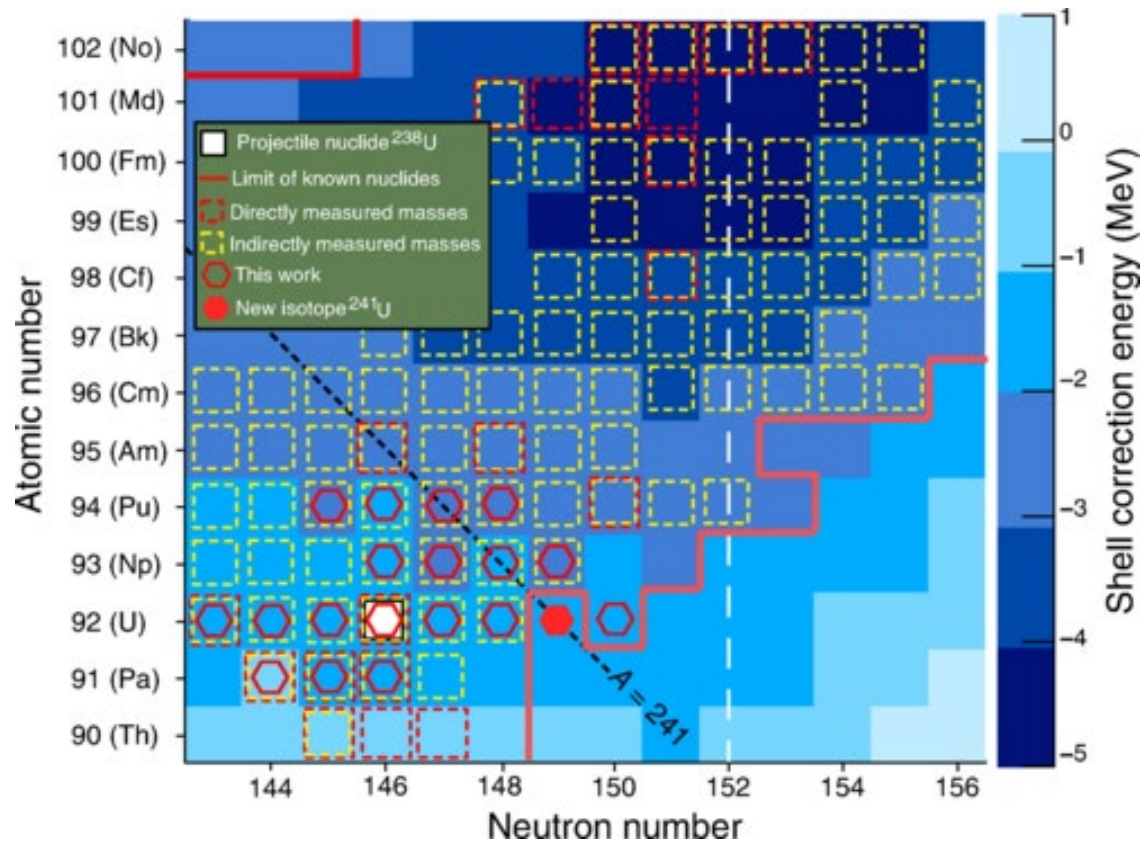 102 (No)
101 (Md)
100 (Fm)
99 (Es)
98 (Cf)
97 (Bk)
96 (Cm)
95 (Am)
94 (Pu)
93 (Np)
92 (U)
91 (Pa)
90 (Th)
Atomic number
Projectile nuclide ²³⁸U
Limit of known nuclides
Directly measured masses
Indirectly measured masses
This work
New isotope ²⁴¹U
A = 241
144 146 148 150 152 154 156
Neutron number
1
0
−1
−2
−3
−4
−5
Shell correction energy (MeV)